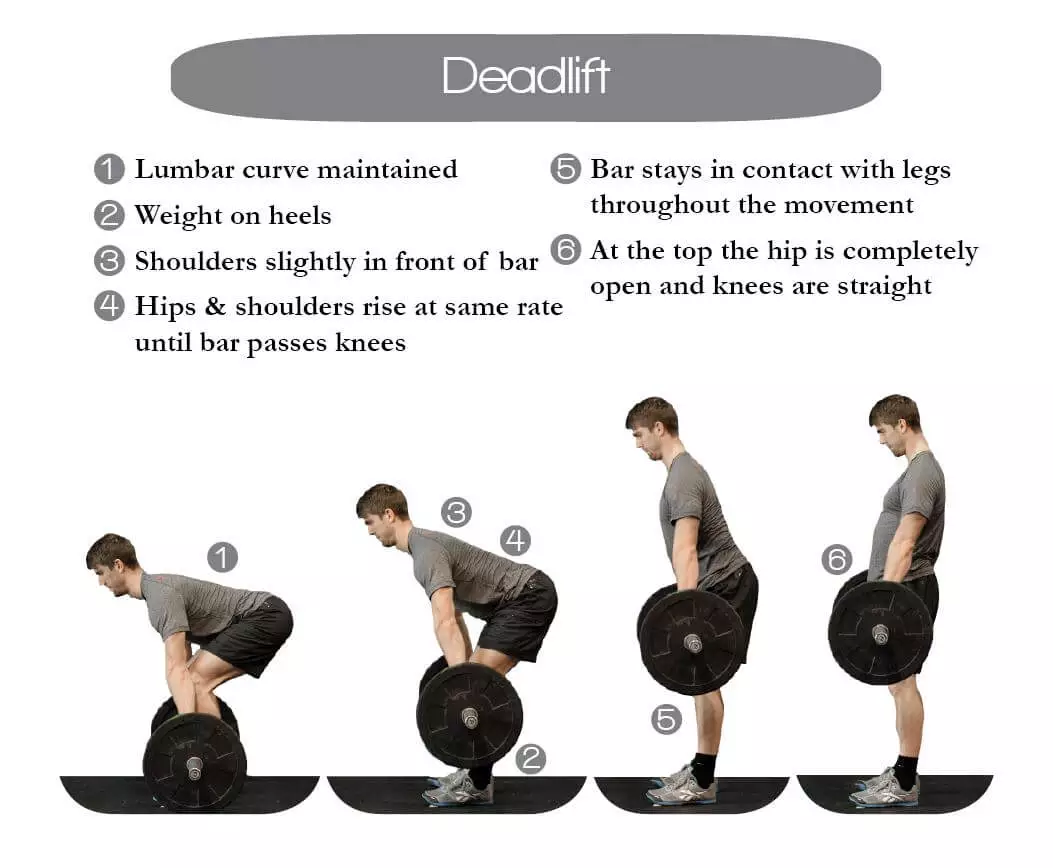 Deadlift
1 Lumbar curve maintained
2 Weight on heels
3 Shoulders slightly in front of bar
4 Hips & shoulders rise at same rate
until bar passes knees
5 Bar stays in contact with legs
throughout the movement
6 At the top the hip is completely
open and knees are straight
1
3
4
2
5
6